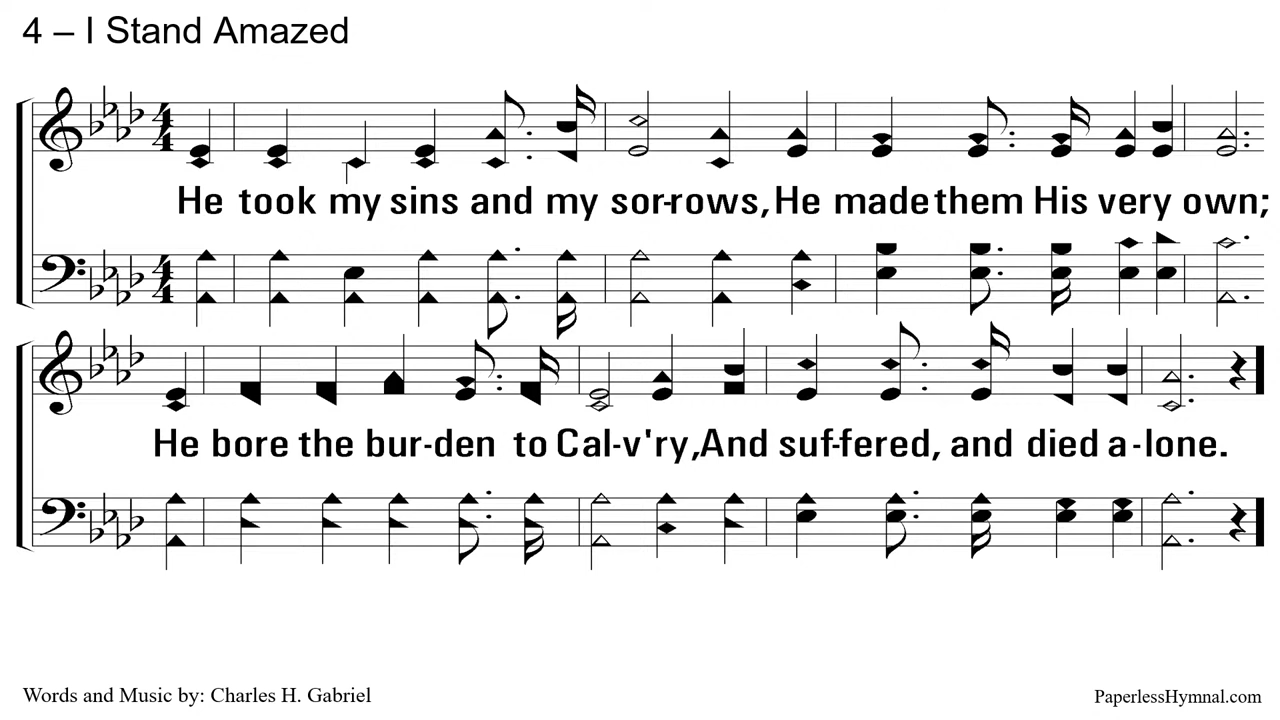 4 – I Stand Amazed
He took my sins and my sor-rows, He made them His very own;
He bore the bur-den to Cal-v'ry, And suf-fered, and died a-lone.
Words and Music by: Charles H. Gabriel
PaperlessHymnal.com